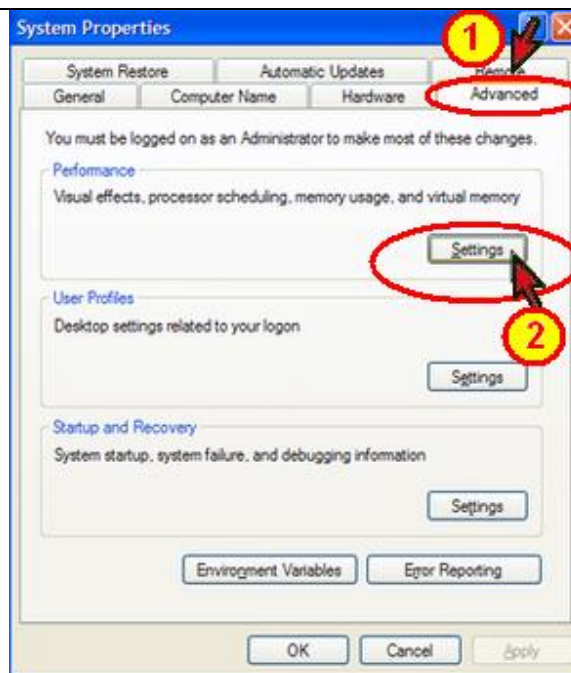 System Properties
1
System Restore Automatic Updates Remote
General Computer Name Hardware Advanced
You must be logged on as an Administrator to make most of these changes.
Performance
Visual effects, processor scheduling, memory usage, and virtual memory
Settings
2
User Profiles
Desktop settings related to your logon
Settings
Startup and Recovery
System startup, system failure, and debugging information
Settings
Environment Variables Error Reporting
OK Cancel Apply